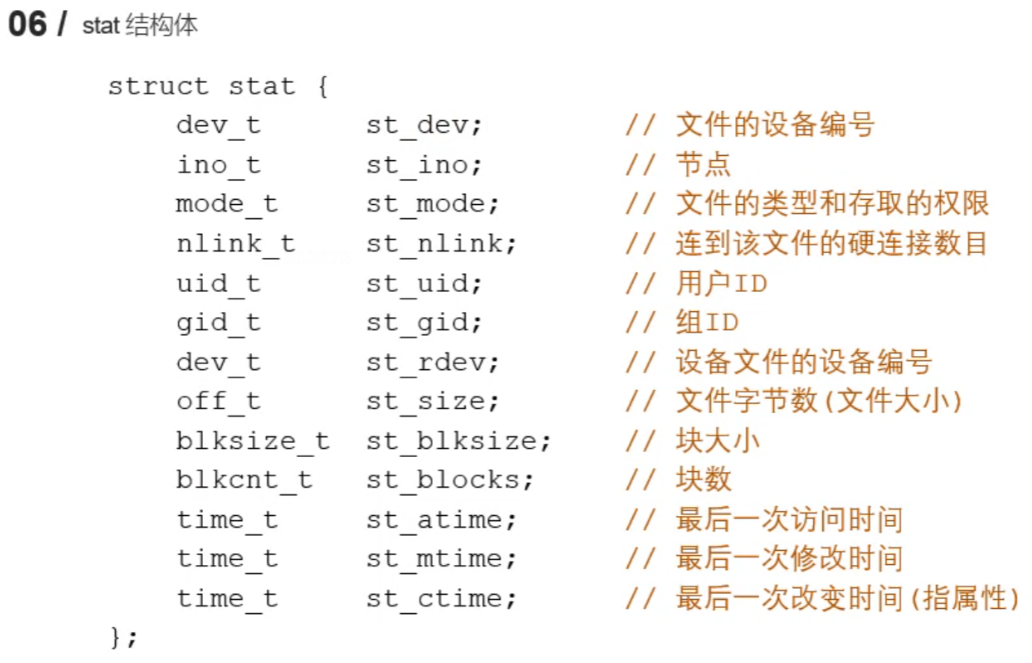 06 / stat 结构体
struct stat {
dev_t st_dev; // 文件的设备编号
ino_t st_ino; // 节点
mode_t st_mode; // 文件的类型和存取的权限
nlink_t st_nlink; // 连到该文件的硬连接数目
uid_t st_uid; // 用户ID
gid_t st_gid; // 组ID
dev_t st_rdev; // 设备文件的设备编号
off_t st_size; // 文件字节数(文件大小)
blksize_t st_blksize; // 块大小
blkcnt_t st_blocks; // 块数
time_t st_atime; // 最后一次访问时间
time_t st_mtime; // 最后一次修改时间
time_t st_ctime; // 最后一次改变时间(指属性)
};